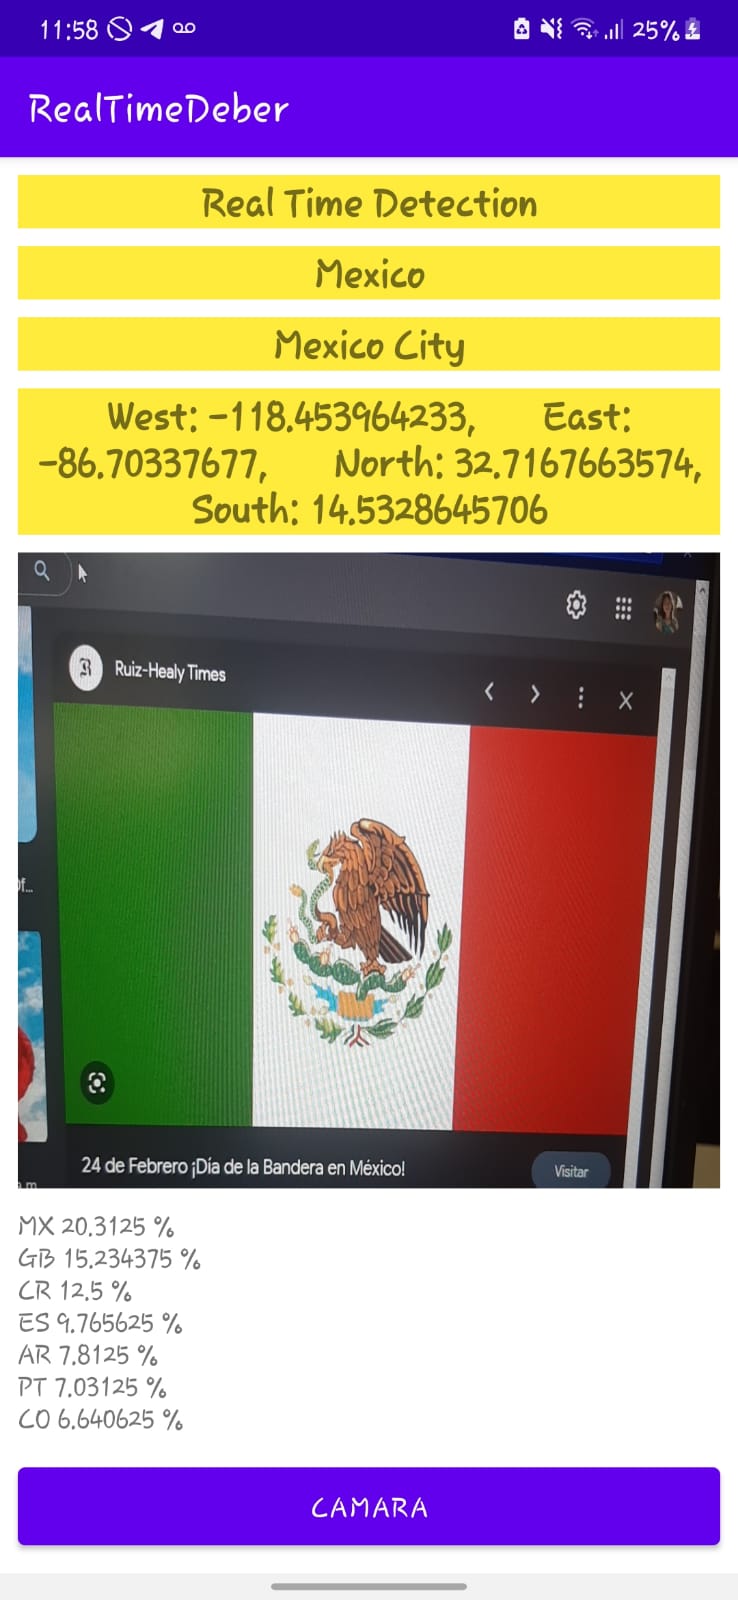 11:58 25%
RealTimeDeber
Real Time Detection
Mexico
Mexico City
West: -118.453964233, East:
-86.70337677, North: 32.7167663574,
South: 14.5328645706
Ruiz-Healy Times
24 de Febrero ¡Día de la Bandera en México!
Visitar
MX 20.3125 %
GB 15.234375 %
CR 12.5 %
ES 9.765625 %
AR 7.8125 %
PT 7.03125 %
CO 6.640625 %
CAMARA